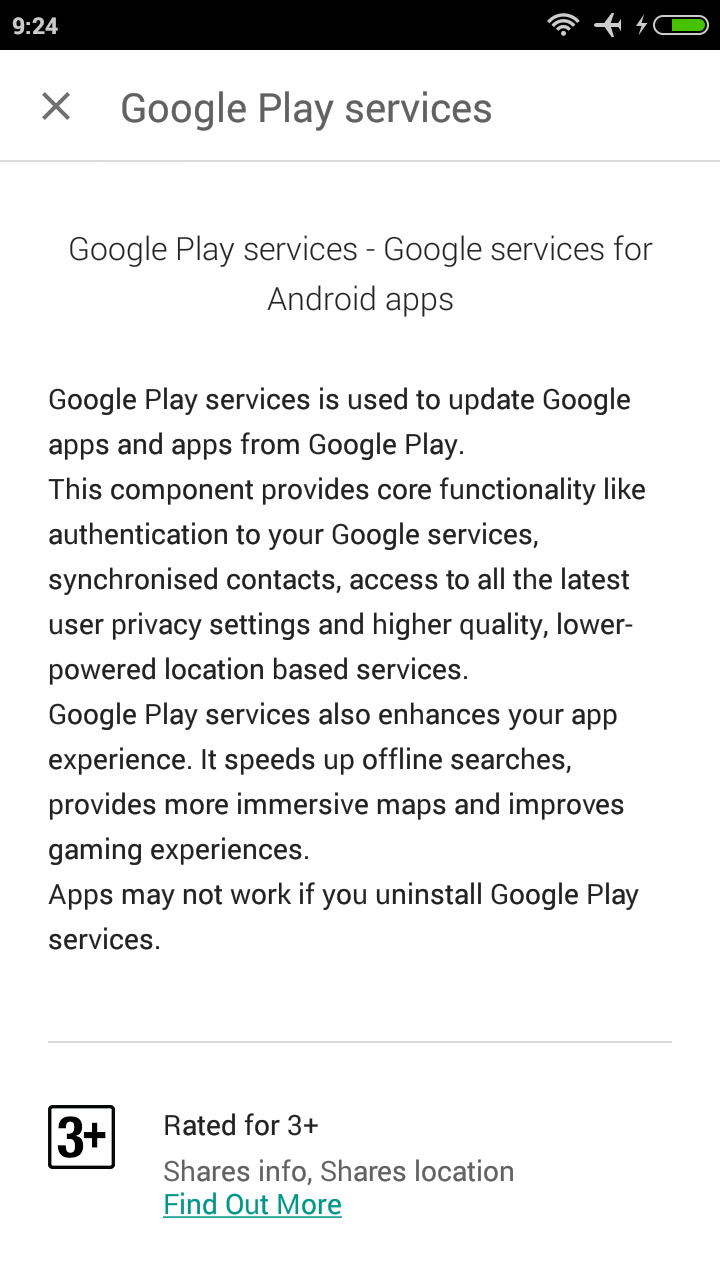 9:24
Google Play services
Google Play services - Google services for
Android apps
Google Play services is used to update Google
apps and apps from Google Play.
This component provides core functionality like
authentication to your Google services,
synchronised contacts, access to all the latest
user privacy settings and higher quality, lower-
powered location based services.
Google Play services also enhances your app
experience. It speeds up offline searches,
provides more immersive maps and improves
gaming experiences.
Apps may not work if you uninstall Google Play
services.
3+
Rated for 3+
Shares info, Shares location
Find Out More